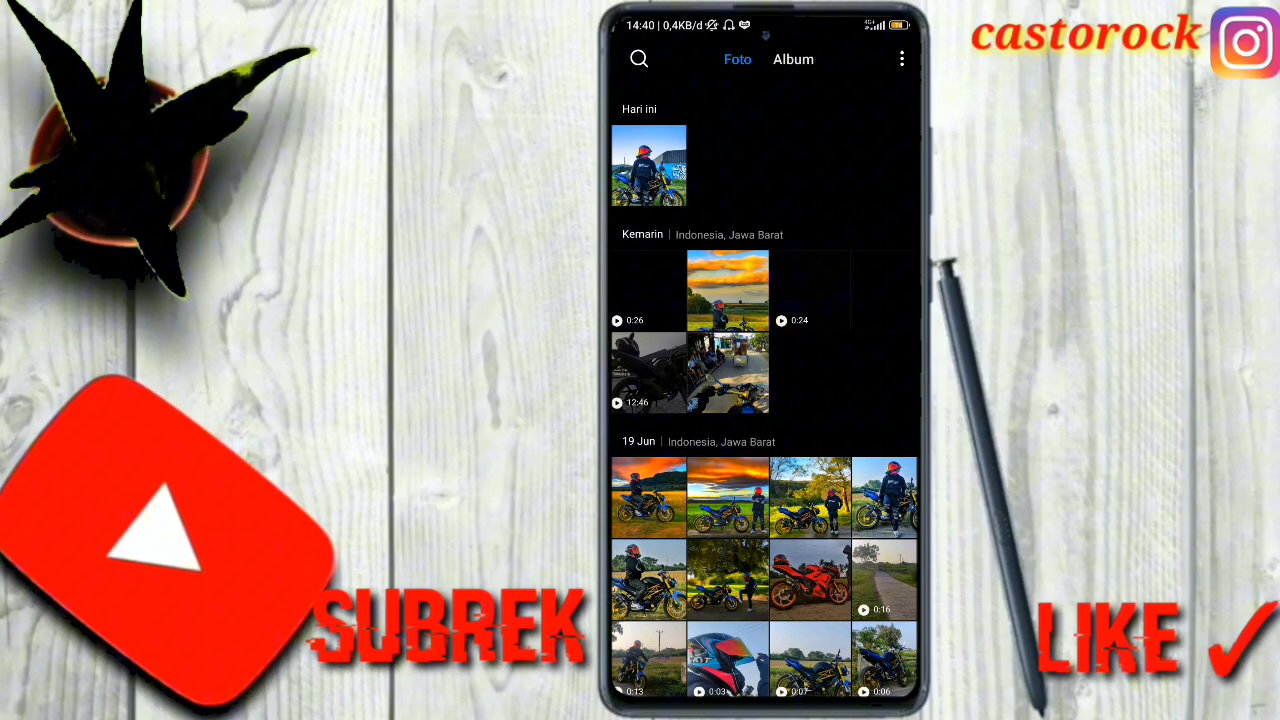 14:40 | 0,4KB/d
4G+
castorock
Foto
Album
Hari ini
Kemarin | Indonesia, Jawa Barat
0:26
0:24
12:46
19 Jun | Indonesia, Jawa Barat
0:16
0:13
0:03
0:07
0:06
SUBREK
LIKE ✓